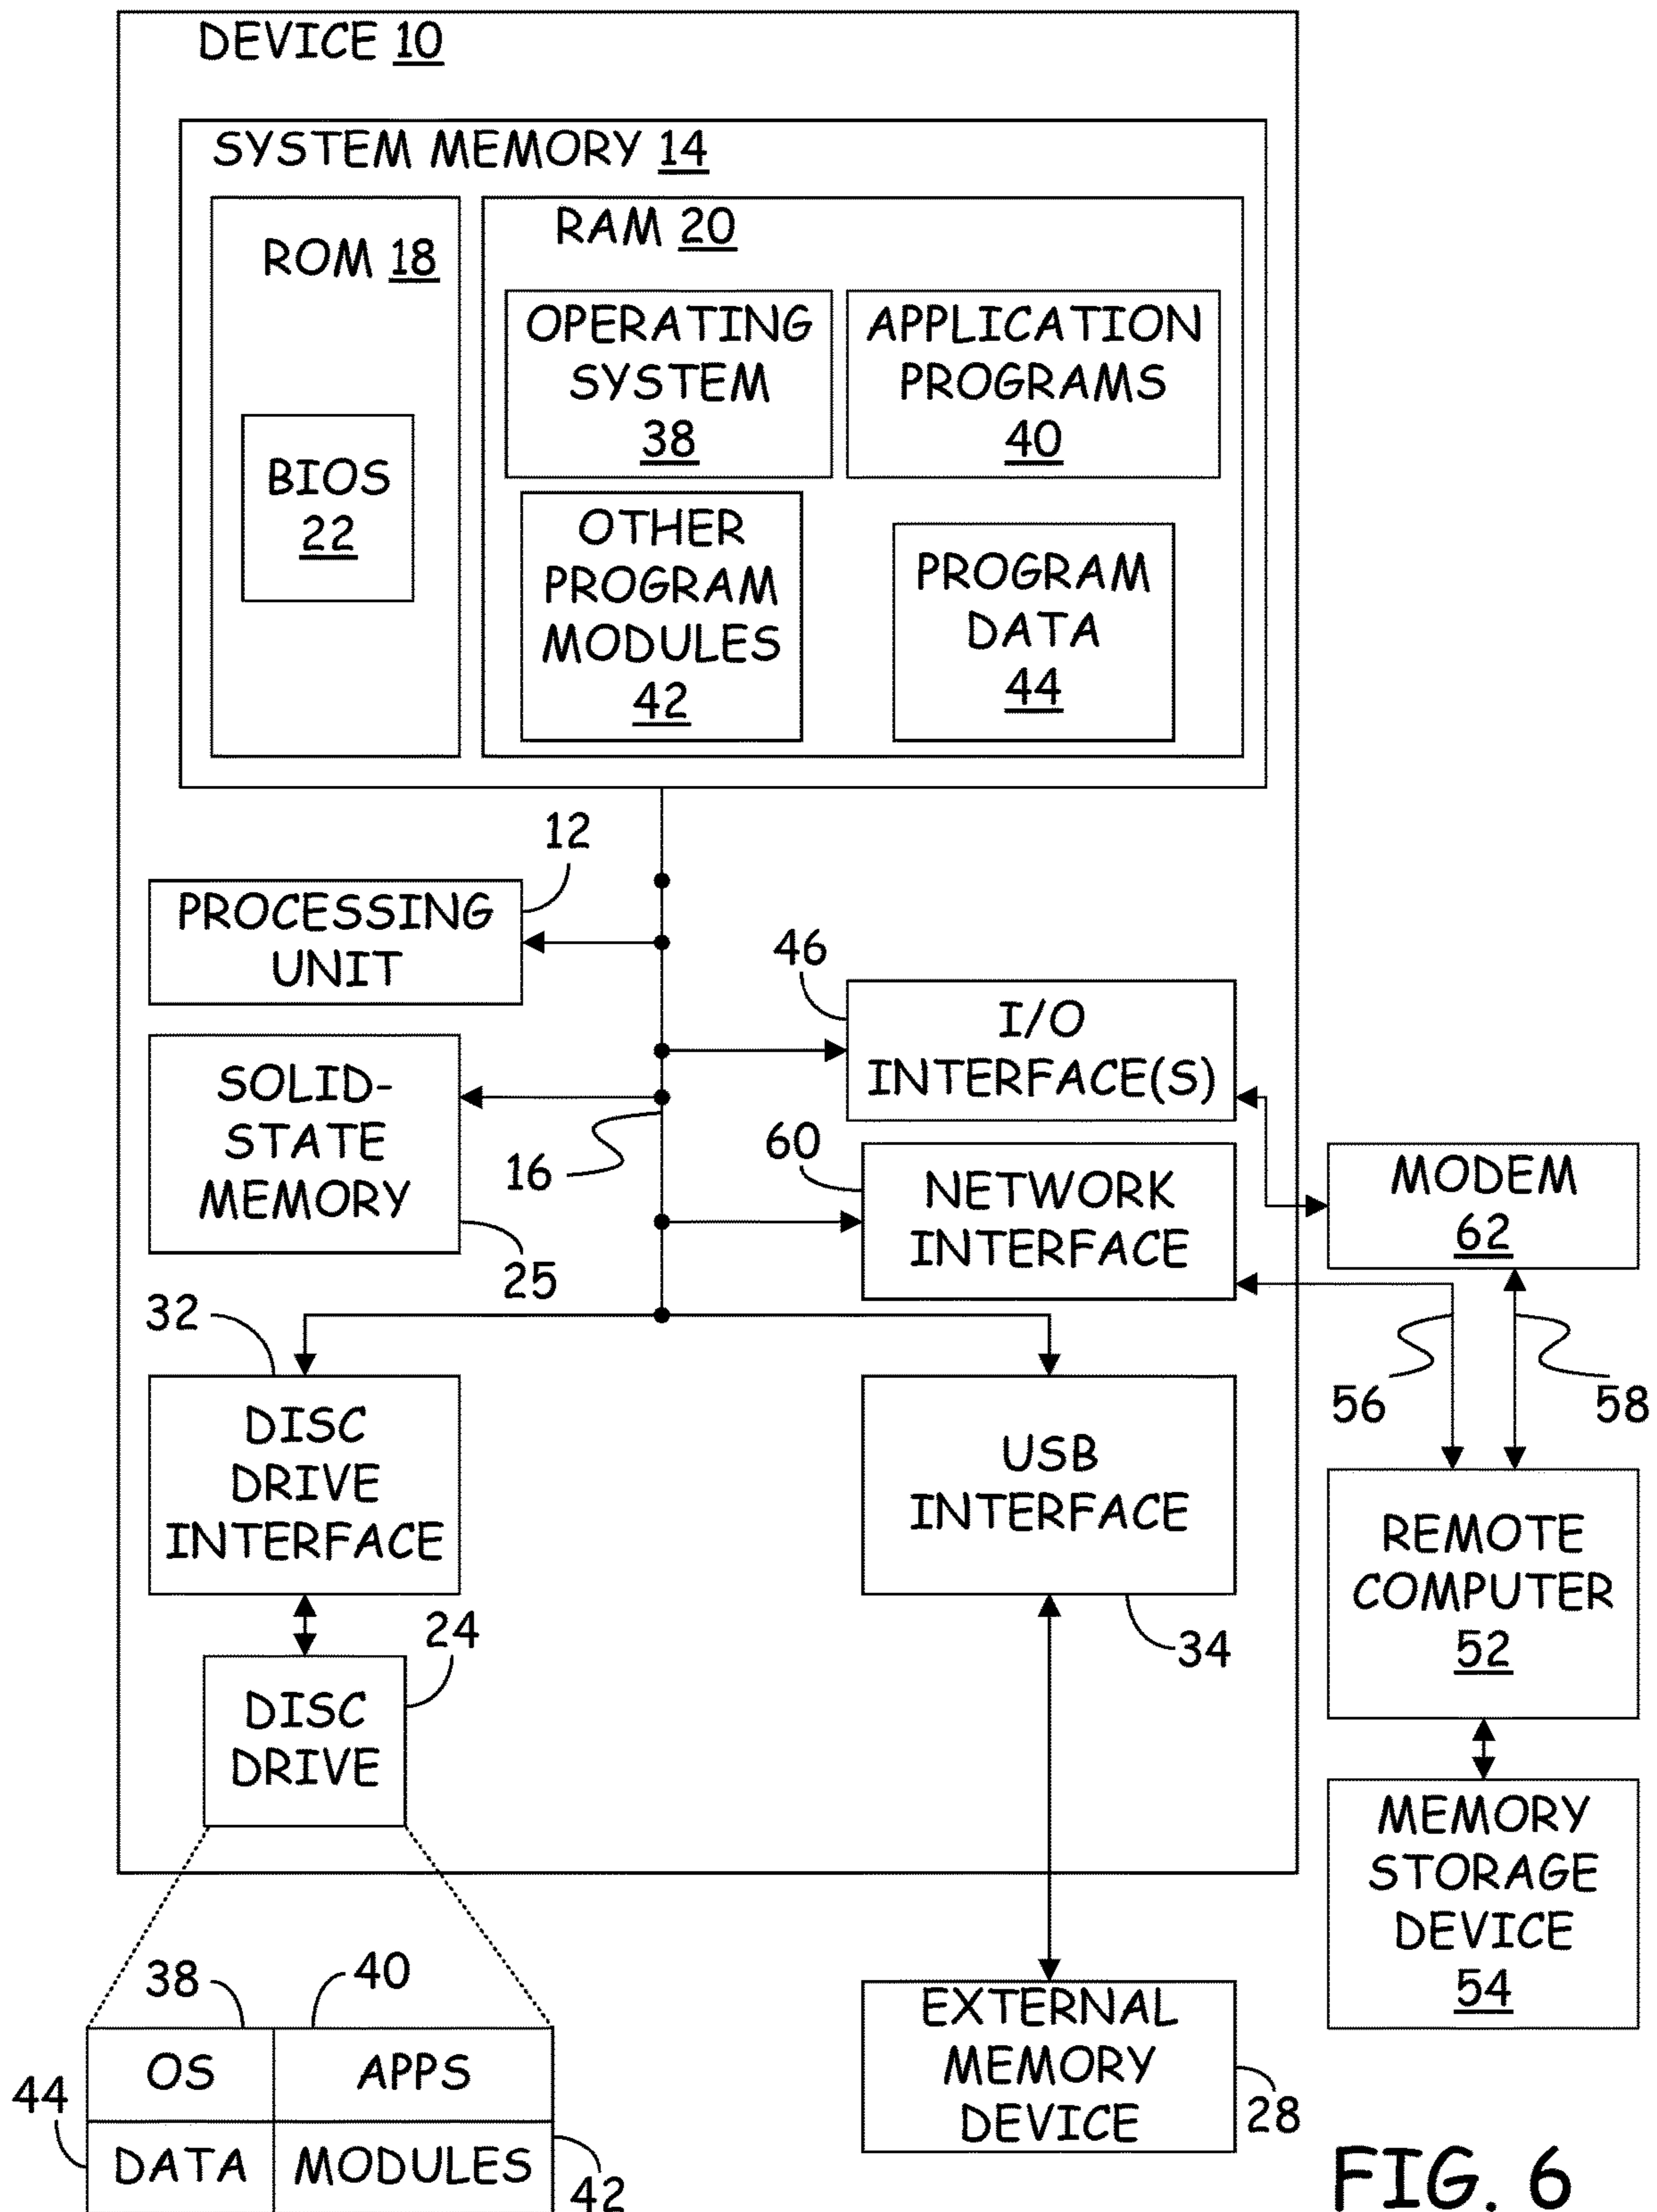 DEVICE 10
SYSTEM MEMORY 14
ROM 18
BIOS
22
RAM 20
OPERATING
SYSTEM
38
APPLICATION
PROGRAMS
40
OTHER
PROGRAM
MODULES
42
PROGRAM
DATA
44
12
PROCESSING
UNIT
46
I/O
INTERFACE(S)
SOLID-
STATE
MEMORY
25
16
60
NETWORK
INTERFACE
MODEM
62
56
58
32
DISC
DRIVE
INTERFACE
USB
INTERFACE
34
24
DISC
DRIVE
REMOTE
COMPUTER
52
MEMORY
STORAGE
DEVICE
54
38
40
OS
APPS
44
DATA
MODULES
42
EXTERNAL
MEMORY
DEVICE
28
FIG. 6